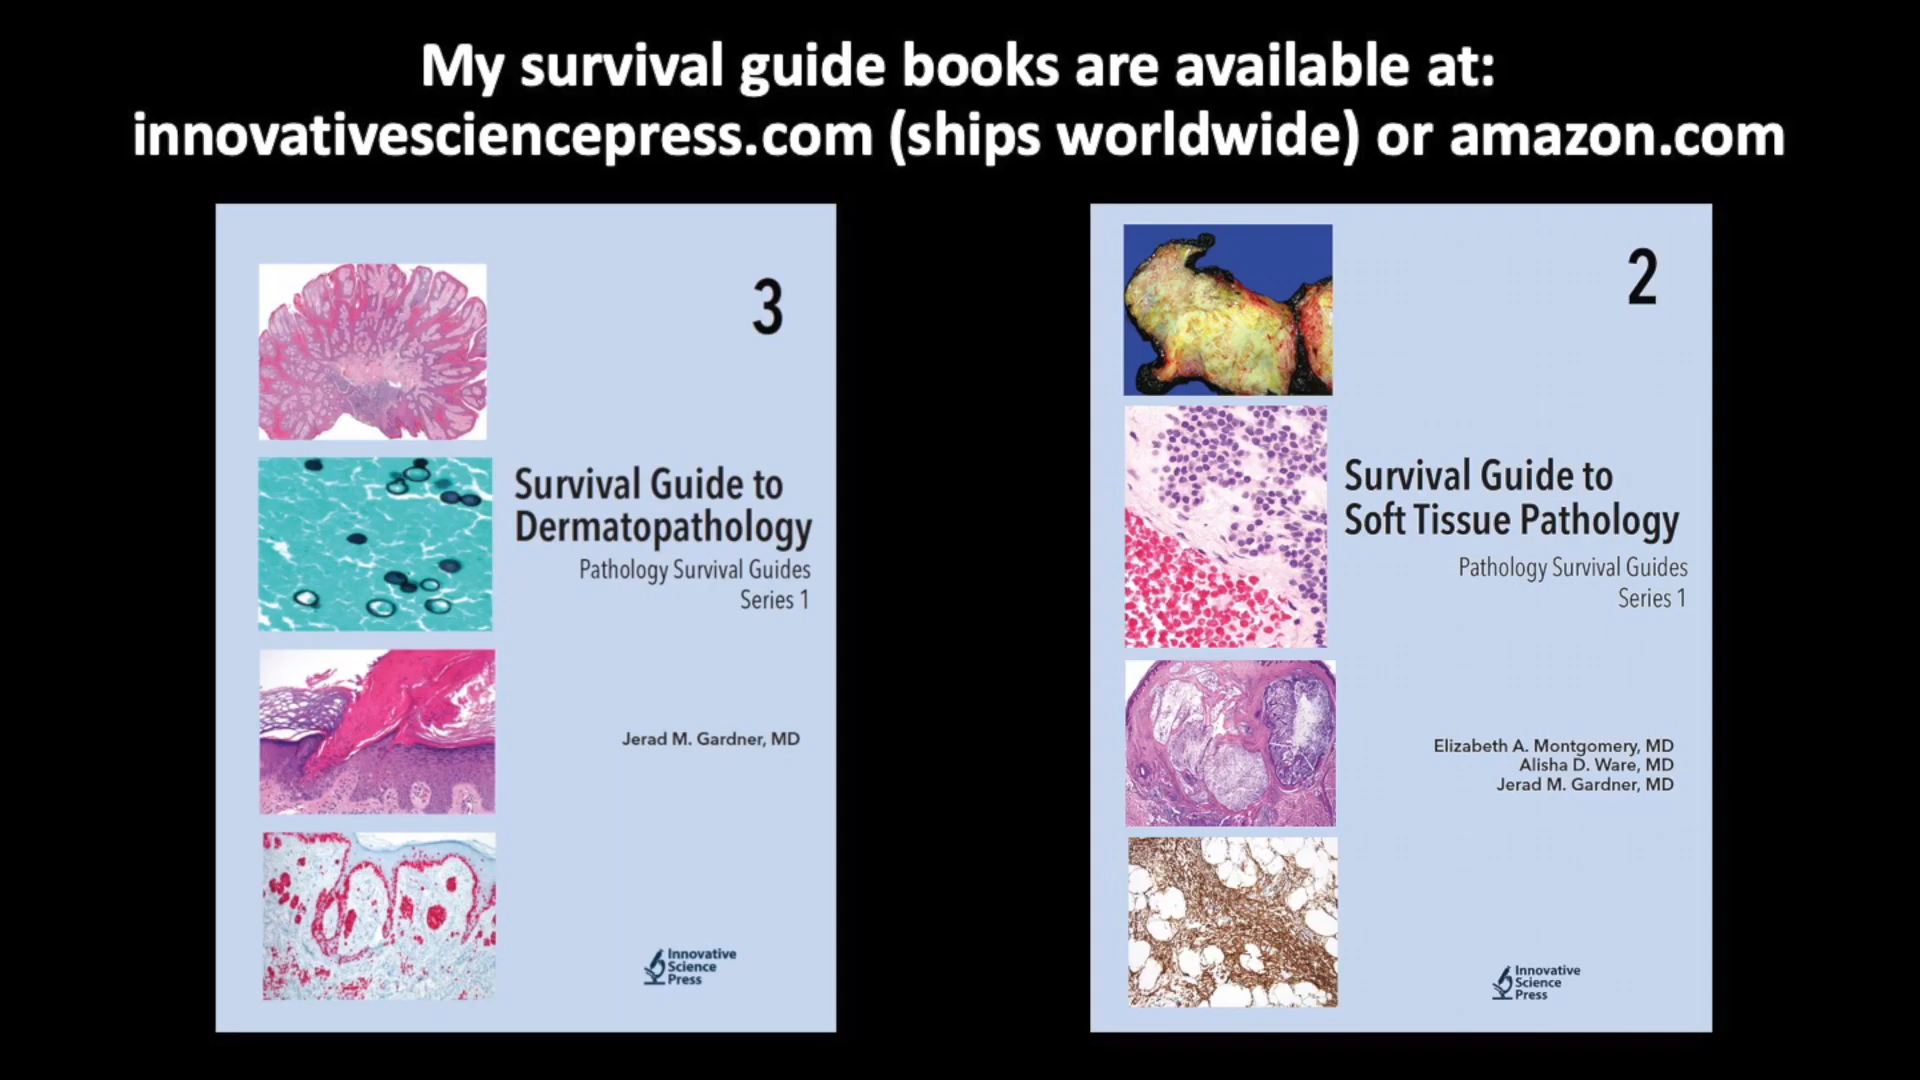 My survival guide books are available at:
innovativesciencepress.com (ships worldwide) or amazon.com
3
Survival Guide to
Dermatopathology
Pathology Survival Guides
Series 1
Jerad M. Gardner, MD
Innovative
Science
Press
2
Survival Guide to
Soft Tissue Pathology
Pathology Survival Guides
Series 1
Elizabeth A. Montgomery, MD
Alisha D. Ware, MD
Jerad M. Gardner, MD
Innovative
Science
Press